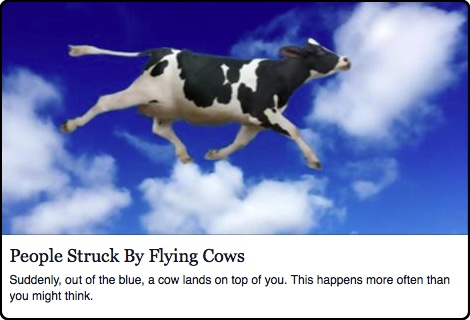 People Struck By Flying Cows
Suddenly, out of the blue, a cow lands on top of you. This happens more often than
you might think.